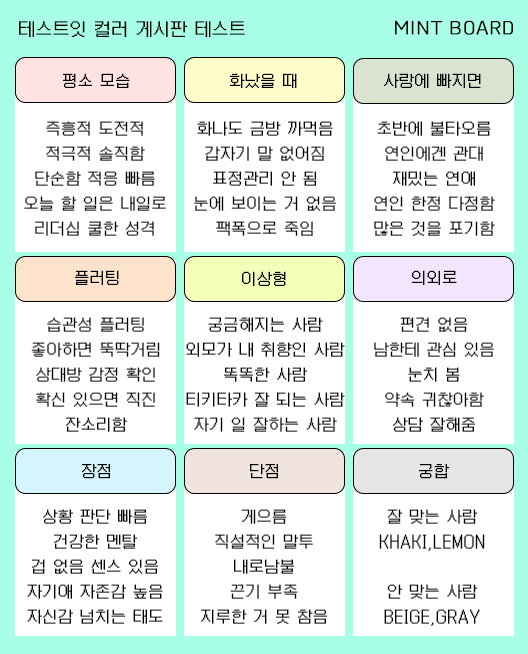 테스트잇 컬러 게시판 테스트
MINT BOARD
평소 모습
즉흥적 도전적
적극적 솔직함
단순함 적응 빠름
오늘 할 일은 내일로
리더십 쿨한 성격
화났을 때
화나도 금방 까먹음
갑자기 말 없어짐
표정관리 안 됨
눈에 보이는 거 없음
팩폭으로 죽임
사랑에 빠지면
초반에 불타오름
연인에겐 관대
재밌는 연애
연인 한정 다정함
많은 것을 포기함
플러팅
습관성 플러팅
좋아하면 뚝딱거림
상대방 감정 확인
확신 있으면 직진
잔소리함
이상형
궁금해지는 사람
외모가 내 취향인 사람
똑똑한 사람
티키타카 잘 되는 사람
자기 일 잘하는 사람
의외로
편견 없음
남한테 관심 있음
눈치 봄
약속 귀찮아함
상담 잘해줌
장점
상황 판단 빠름
건강한 멘탈
겁 없음 센스 있음
자기애 자존감 높음
자신감 넘치는 태도
단점
게으름
직설적인 말투
내로남불
끈기 부족
지루한 거 못 참음
궁합
잘 맞는 사람
KHAKI,LEMON
안 맞는 사람
BEIGE,GRAY